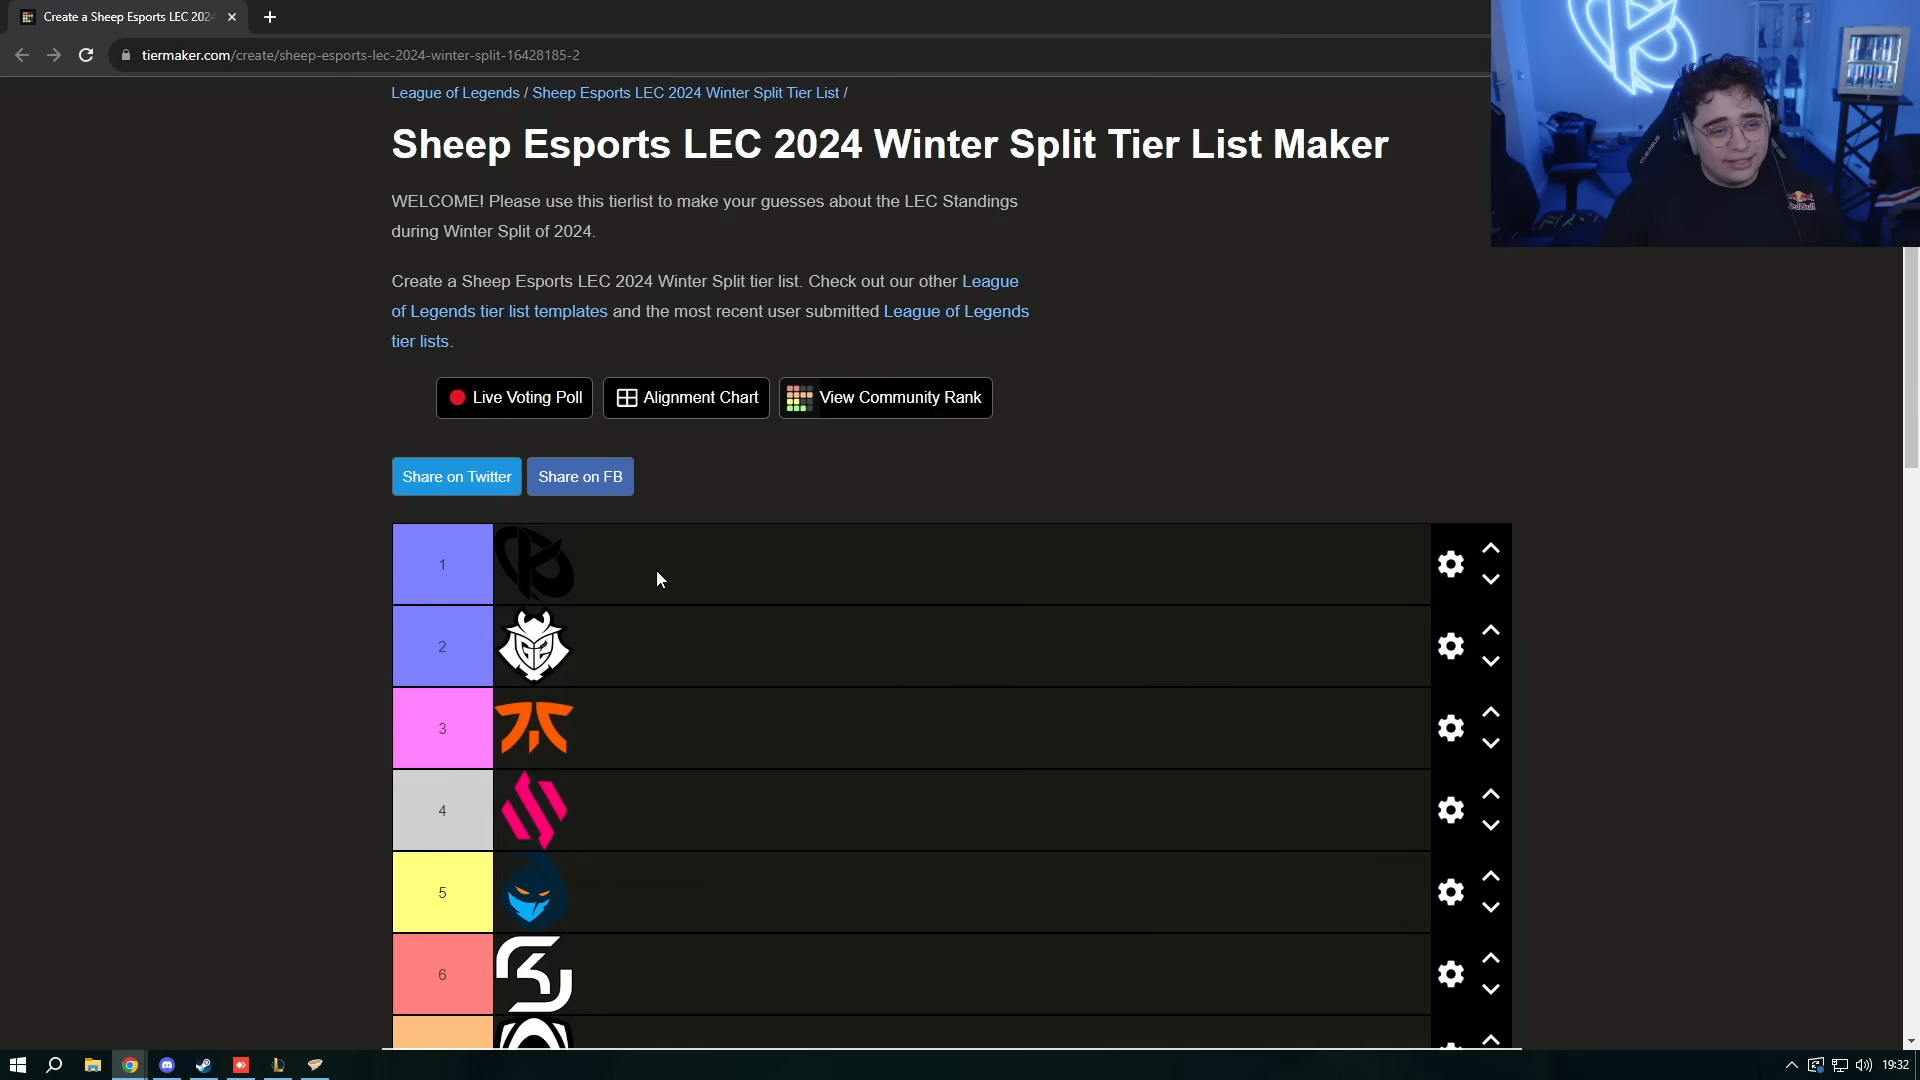 Create a Sheep Esports LEC 202
tiermaker.com/create/sheep-esports-lec-2024-winter-split-16428185-2
League of Legends / Sheep Esports LEC 2024 Winter Split Tier List /
Sheep Esports LEC 2024 Winter Split Tier List Maker
WELCOME! Please use this tierlist to make your guesses about the LEC Standings
during Winter Split of 2024.
Create a Sheep Esports LEC 2024 Winter Split tier list. Check out our other League
of Legends tier list templates and the most recent user submitted League of Legends
tier lists.
Live Voting Poll
Alignment Chart
View Community Rank
Share on Twitter
Share on FB
1
2
3
4
5
6
Red Bull
19:32